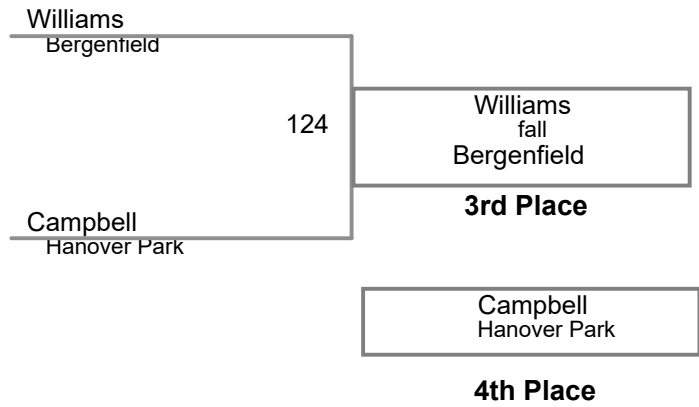 Williams
Bergenfield
124
Williams
fall
Bergenfield
3rd Place
Campbell
Hanover Park
Campbell
Hanover Park
4th Place